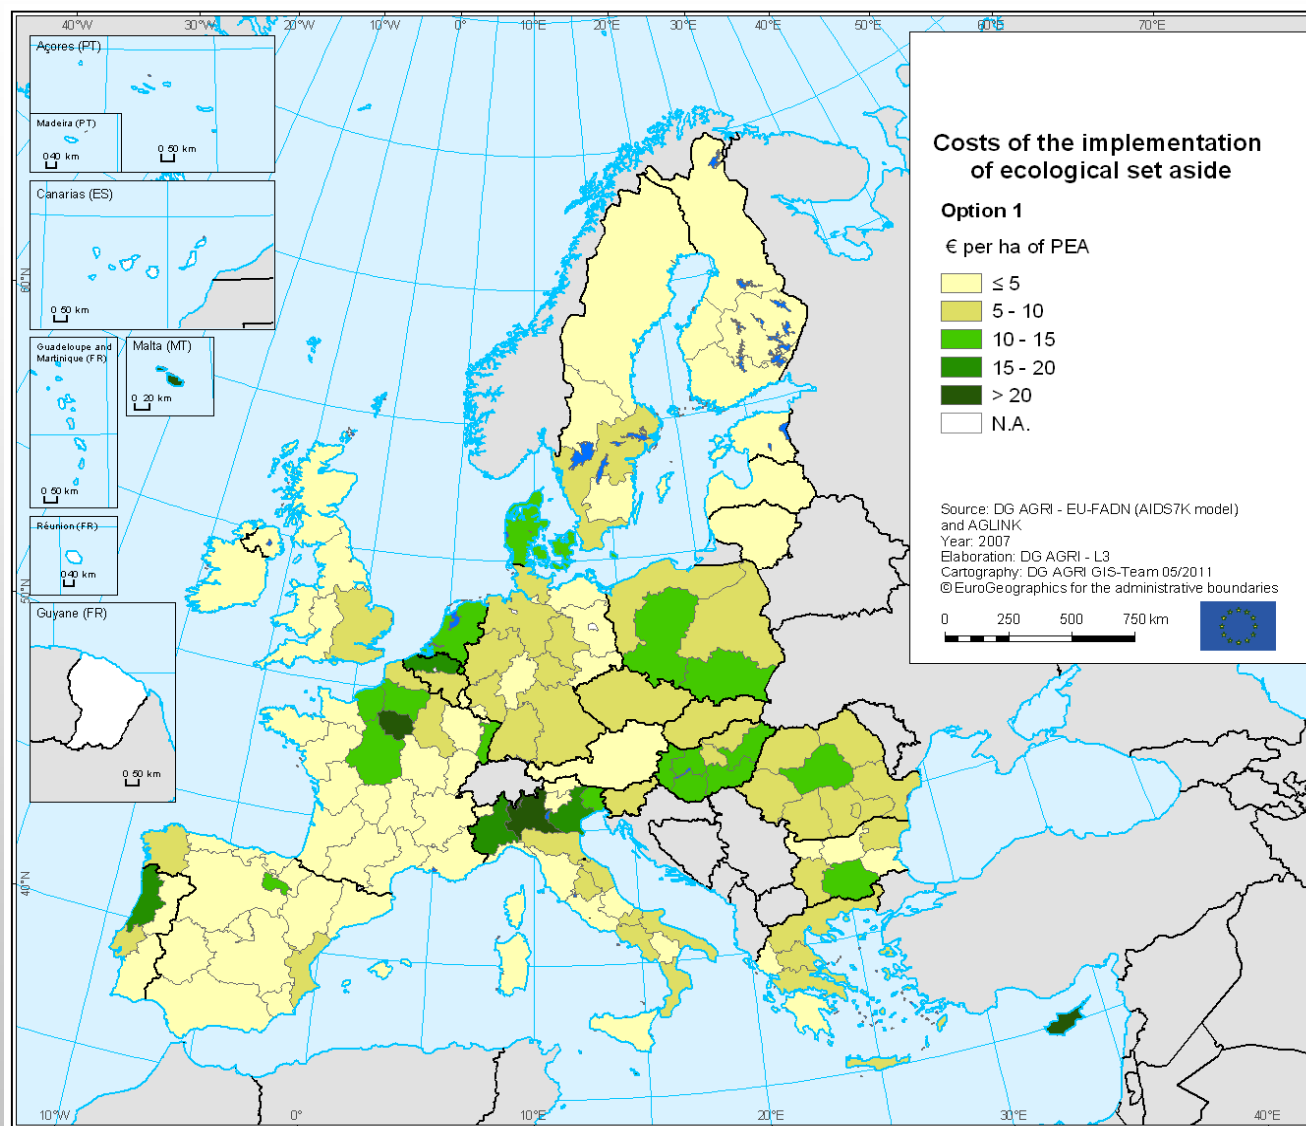 40°W
30°W
20°W
10°W
0°
10°E
20°E
30°E
40°E
50°E
60°E
70°E
Açores (PT)
Madeira (PT)
0 40 km
0 50 km
Canarias (ES)
0 50 km
Guadeloupe and
Martinique (FR)
0 50 km
Malta (MT)
0 20 km
Réunion (FR)
0 40 km
Guyane (FR)
0 50 km
60°N
50°N
40°N
Costs of the implementation
of ecological set aside
Option 1
€ per ha of PEA
≤ 5
5 - 10
10 - 15
15 - 20
> 20
N.A.
Source: DG AGRI - EU-FADN (AIDS7K model)
and AGLINK
Year: 2007
Elaboration: DG AGRI - L3
Cartography: DG AGRI GIS-Team 05/2011
© EuroGeographics for the administrative boundaries
0 250 500 750 km
10°W
0°
10°E
20°E
30°E
40°E